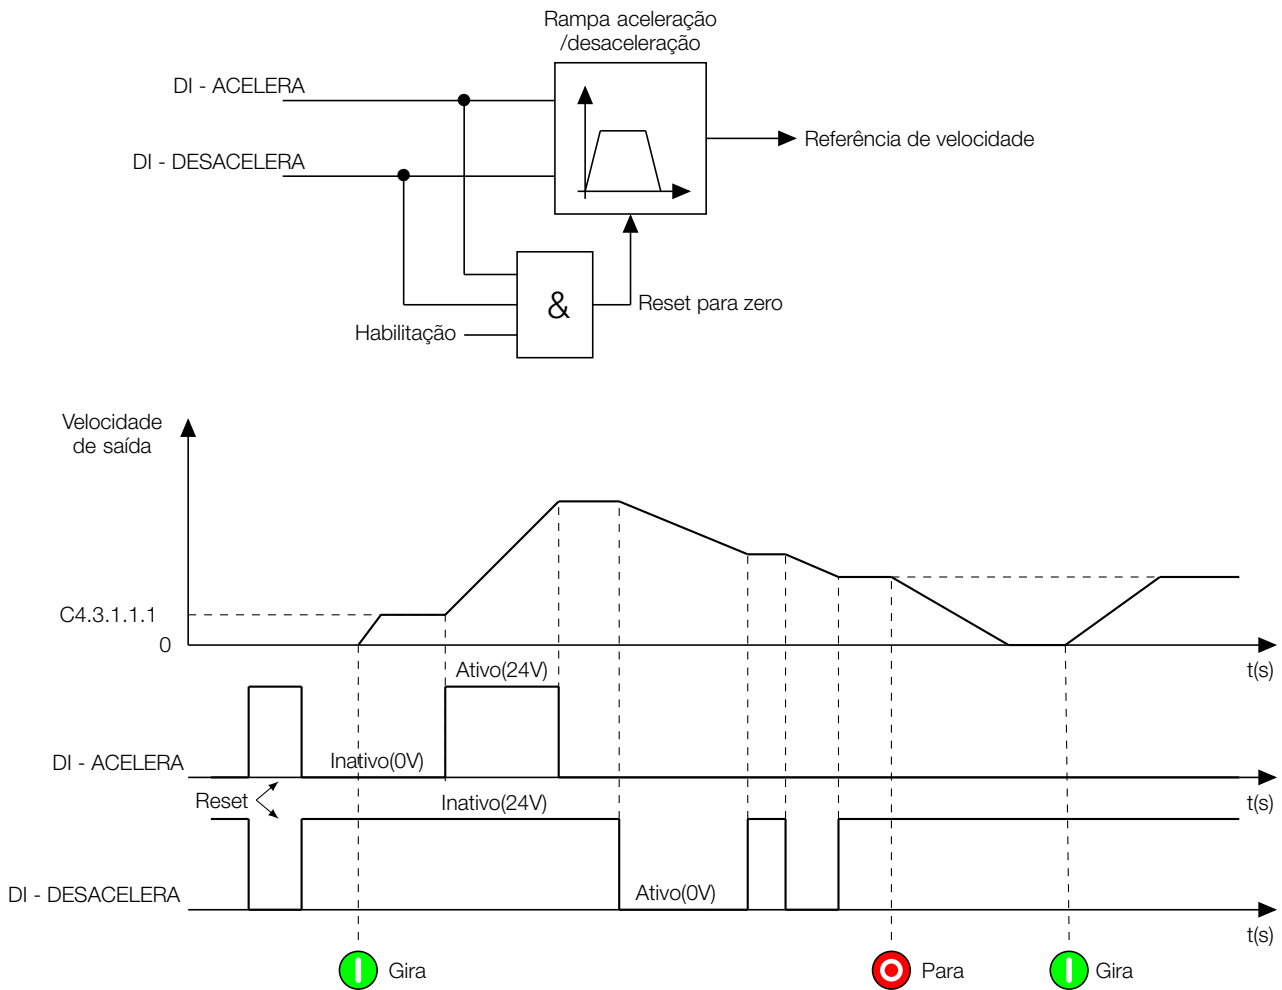 Rampa aceleração
/desaceleração
DI - ACELERA
DI - DESACELERA
Referência de velocidade
&
Reset para zero
Habilitação
Velocidade
de saída
C4.3.1.1.1
0
t(s)
Ativo(24V)
DI - ACELERA
Inativo(0V)
t(s)
Reset
Inativo(24V)
DI - DESACELERA
Ativo(0V)
t(s)
Gira
Para
Gira